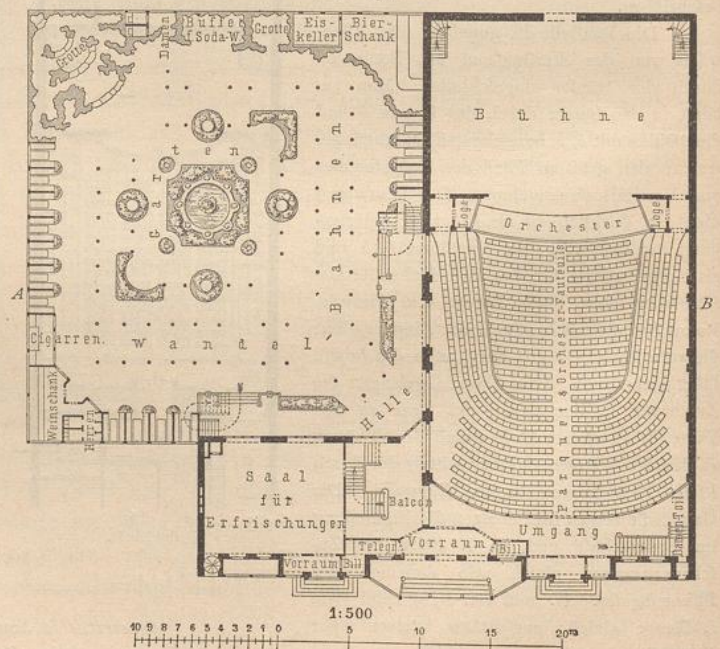 Buffet
f Soda-W.
Grotte
Eis-
keller
Bier-
Schank
Damen
Grotte
Bühne
Garten
Bahnen
Loge
Orchester
Loge
A
B
Parquet & Orchester-Fauteuils
Cigarren.
Wandel
Weinschank
Herren
Halle
Saal
für
Erfrischungen
Balcon
Umgang
Damen-Toil
Telegr
Vorraum
Bill
Vorraum
Bill
1:500
10 9 8 7 6 5 4 3 2 1 0 5 10 15 20m